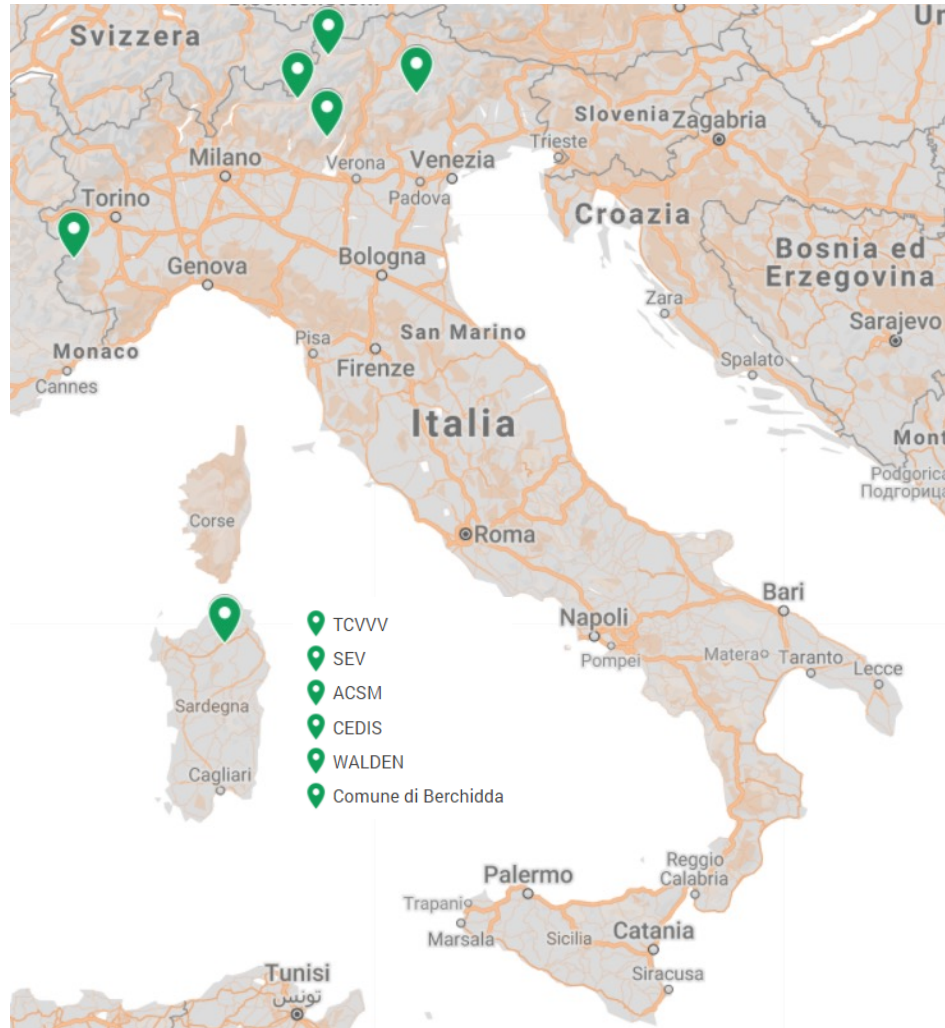 Svizzera
Milano
Verona
Venezia
Padova
Trieste
Slovenia
Zagabria
Torino
Croazia
Bosnia ed
Erzegovina
Genova
Bologna
Zara
Sarajevo
Monaco
Pisa
San Marino
Firenze
Spalato
Cannes
Italia
Mont
Podgorica
Подгорица
Corse
Roma
Bari
Napoli
Pompei
Matera
Taranto
Lecce
Sardegna
Cagliari
TCVVV
SEV
ACSM
CEDIS
WALDEN
Comune di Berchidda
Reggio
Calabria
Palermo
Trapani
Marsala
Sicilia
Catania
Siracusa
Tunisi
تونس